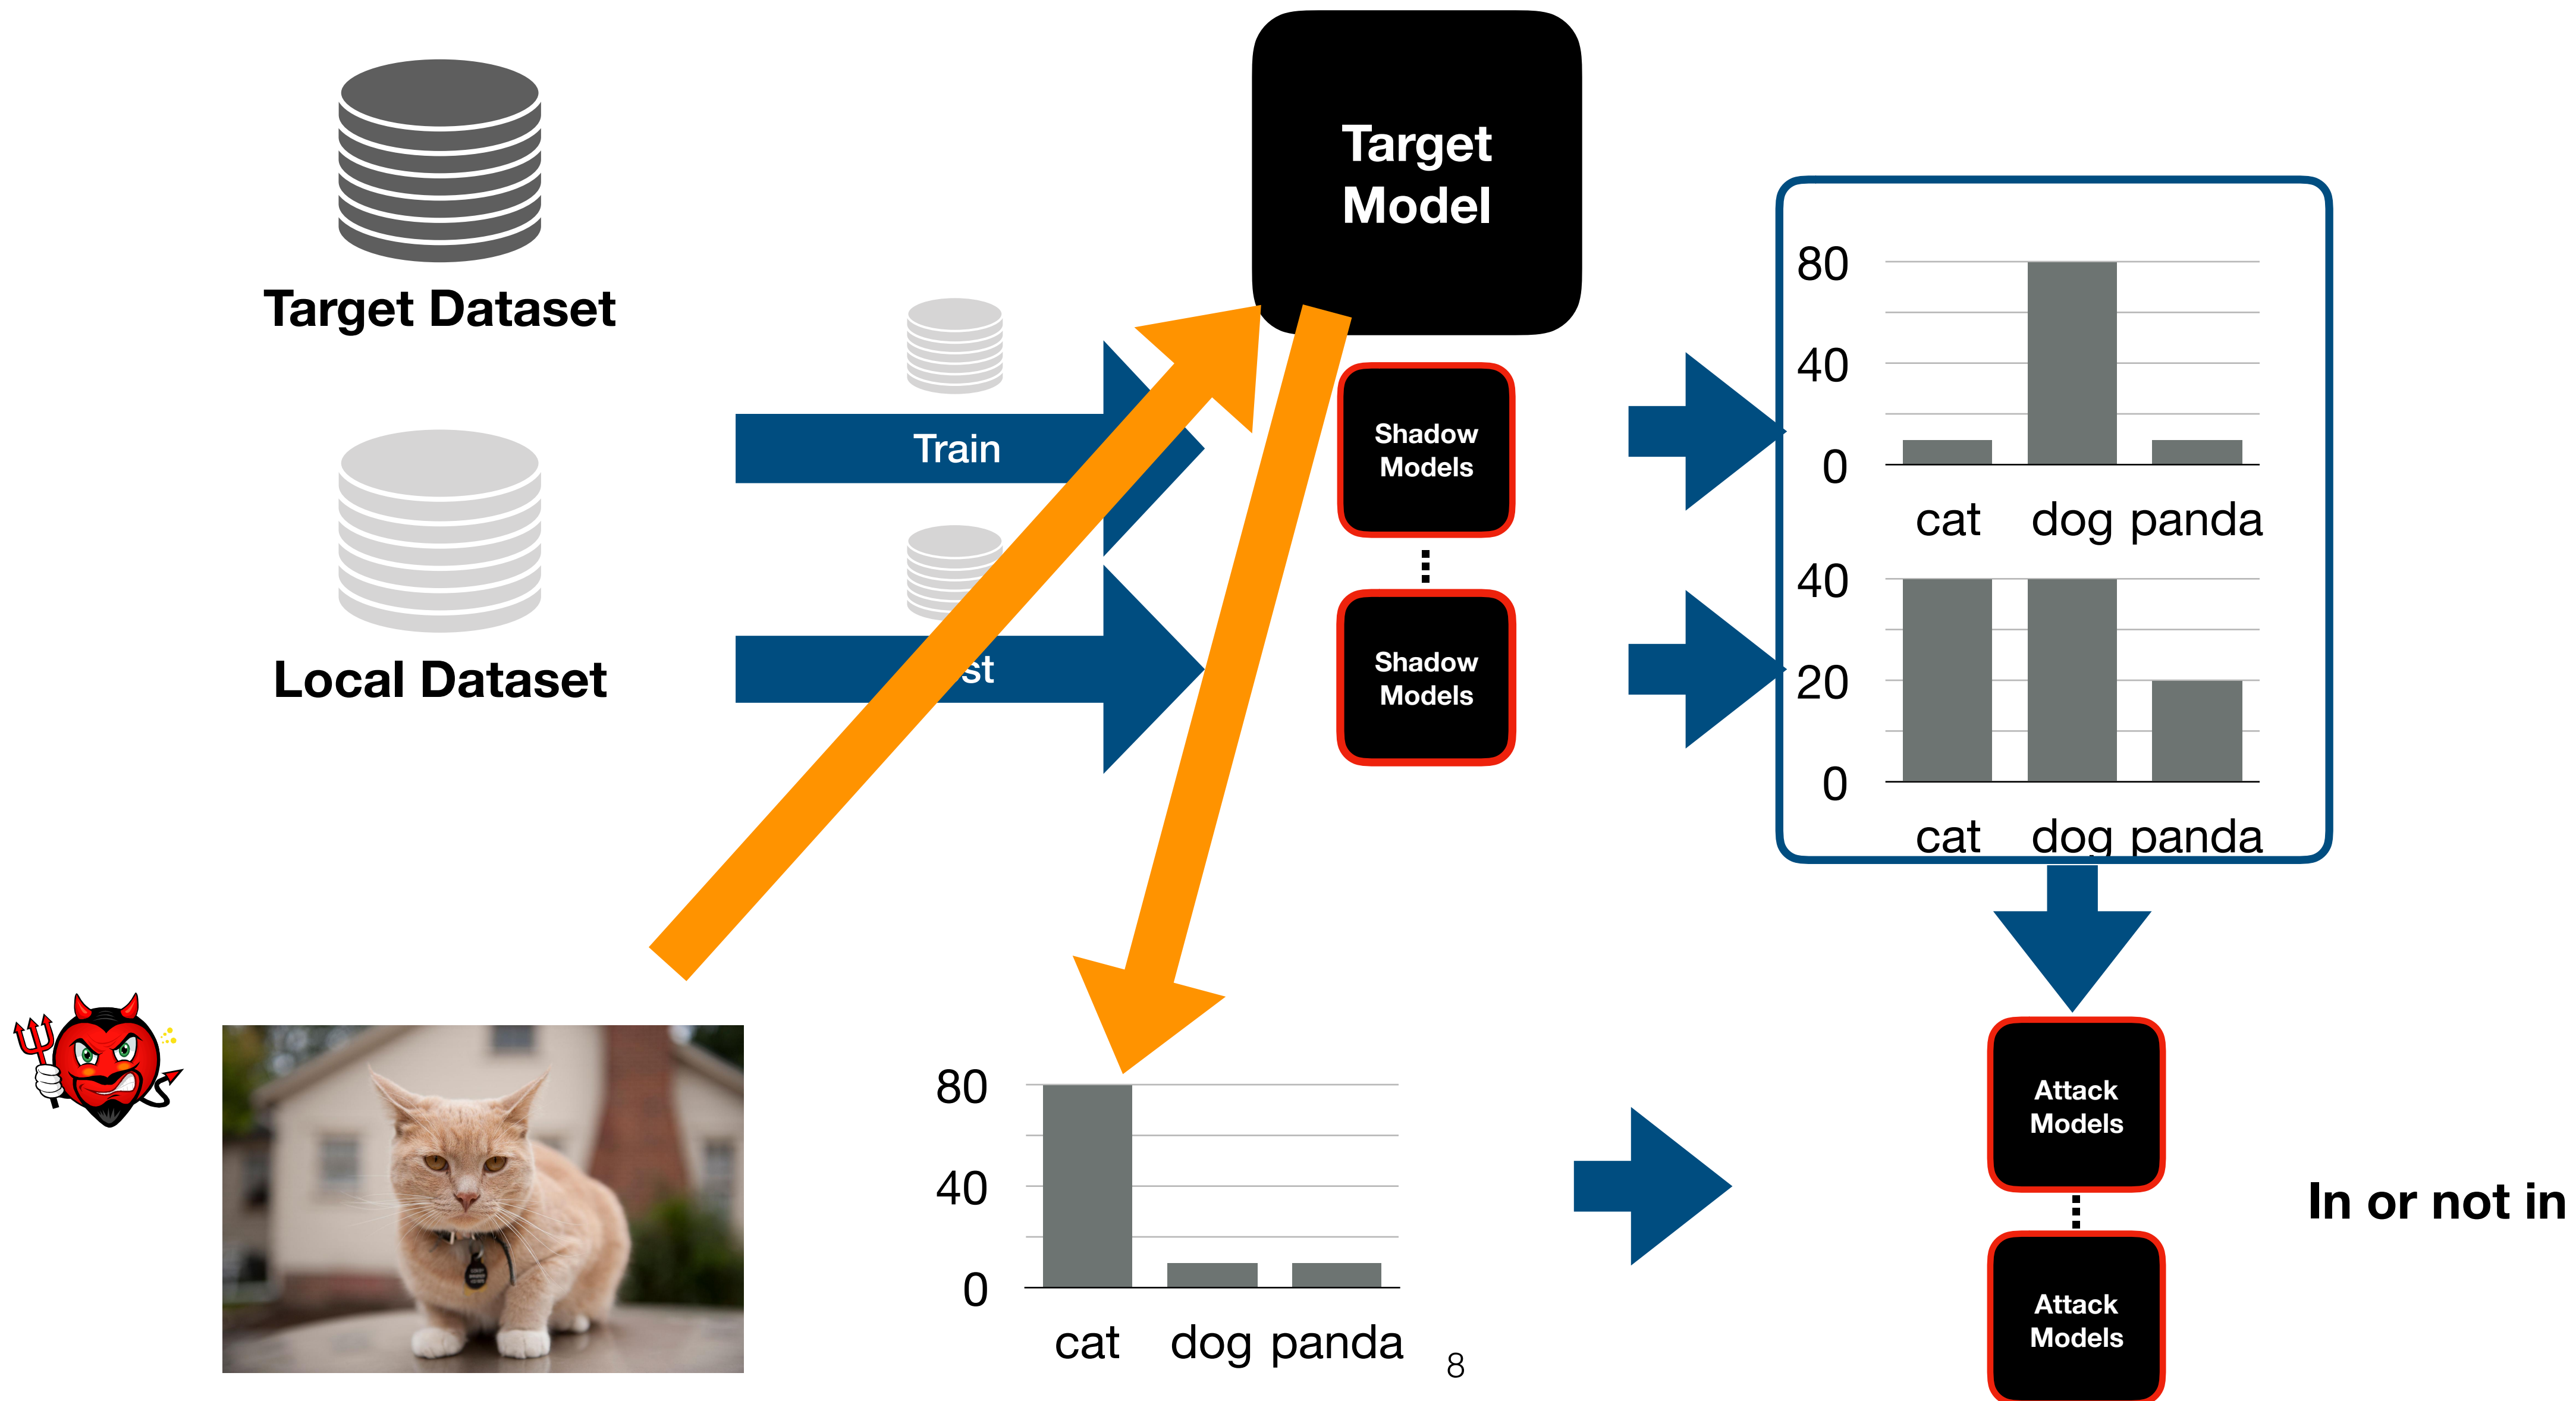 Target
Model
Target Dataset
Train
Local Dataset
Shadow
Models
Shadow
Models
80
40
0
cat dog panda
40
20
0
cat dog panda
80
40
0
cat dog panda
Attack
Models
Attack
Models
In or not in
8